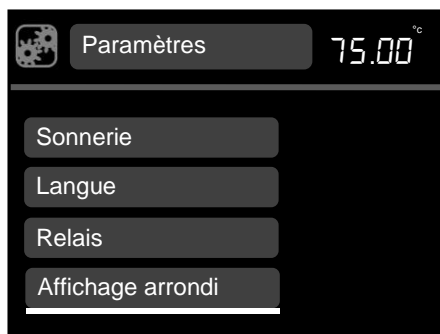 Paramètres 75.00 °c
Sonnerie
Langue
Relais
Affichage arrondi